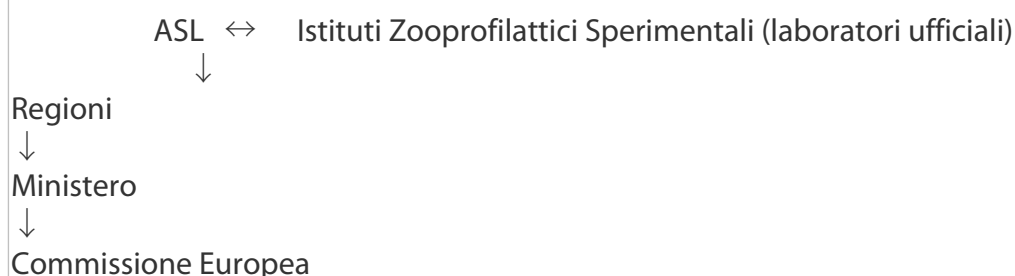 ASL ↔ Istituti Zooprofilattici Sperimentali (laboratori ufficiali)
↓
Regioni
↓
Ministero
↓
Commissione Europea